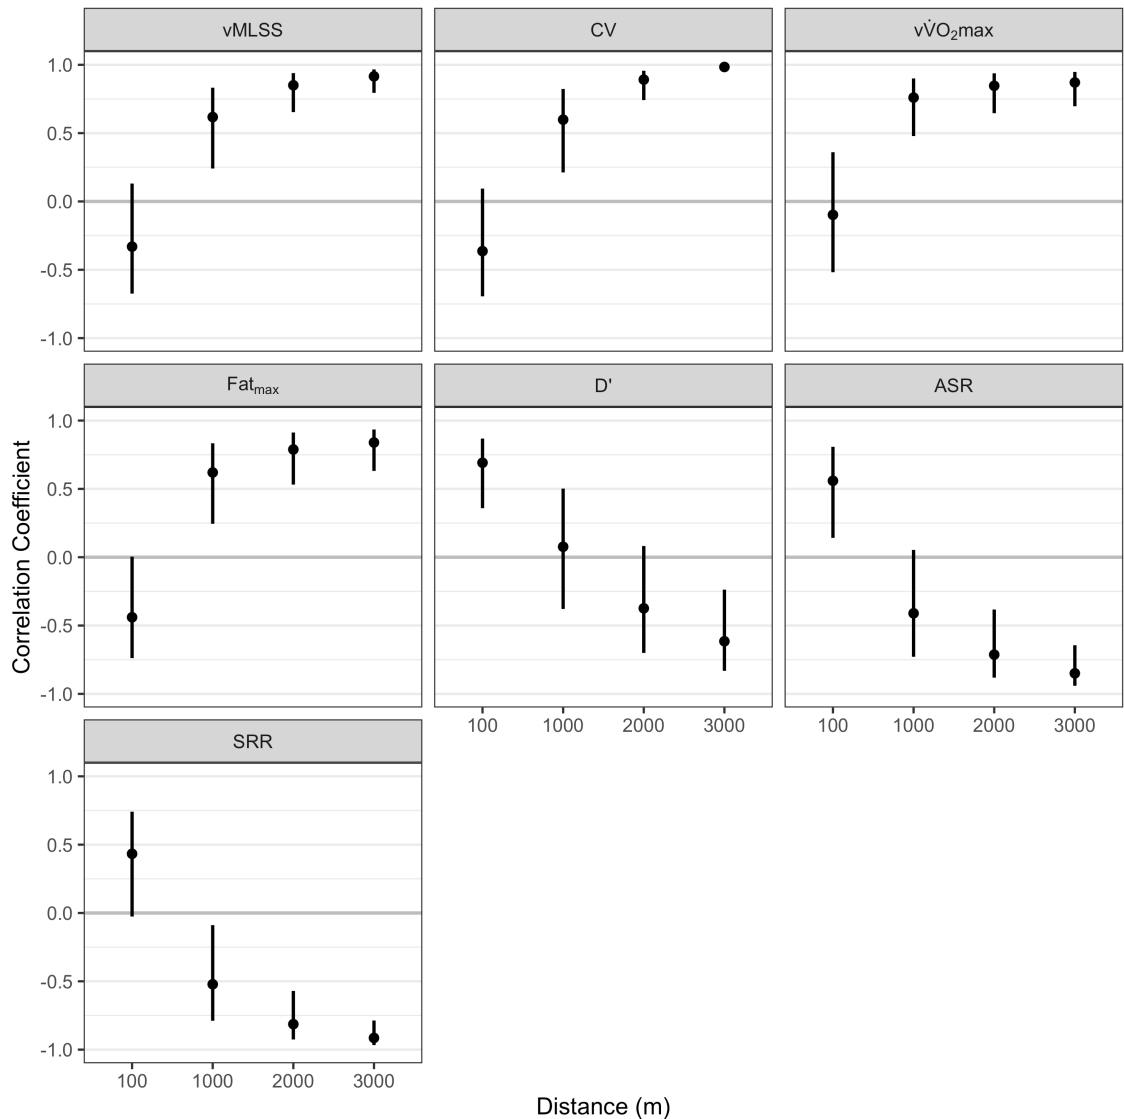 vMLSS CV vV̇O₂max
1.0
0.5
0.0
-0.5
-1.0
Fatₘₐₓ D' ASR
1.0
0.5
0.0
-0.5
-1.0
100 1000 2000 3000 100 1000 2000 3000
SRR
1.0
0.5
0.0
-0.5
-1.0
100 1000 2000 3000
Correlation Coefficient
Distance (m)